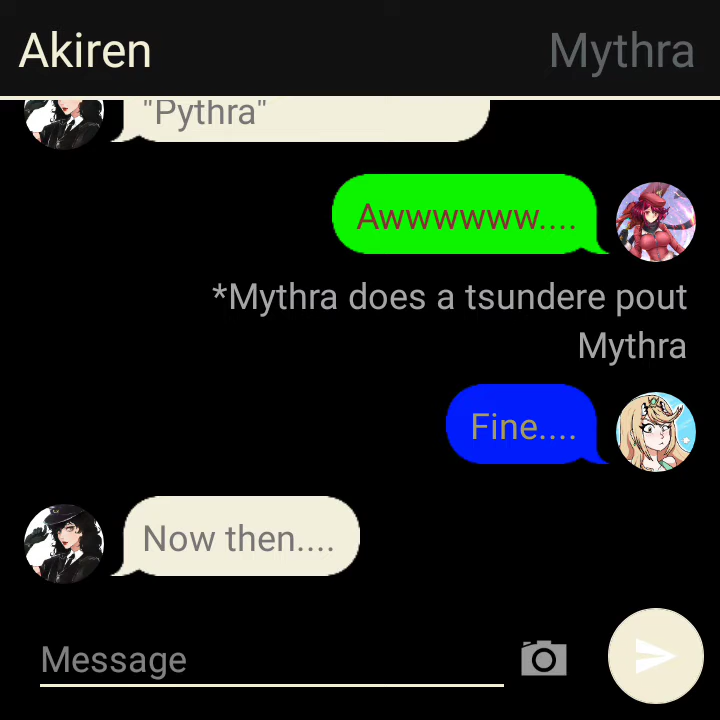 Akiren Mythra
"Pythra"
Awwwwww....
*Mythra does a tsundere pout
Mythra
Fine....
Now then....
Message